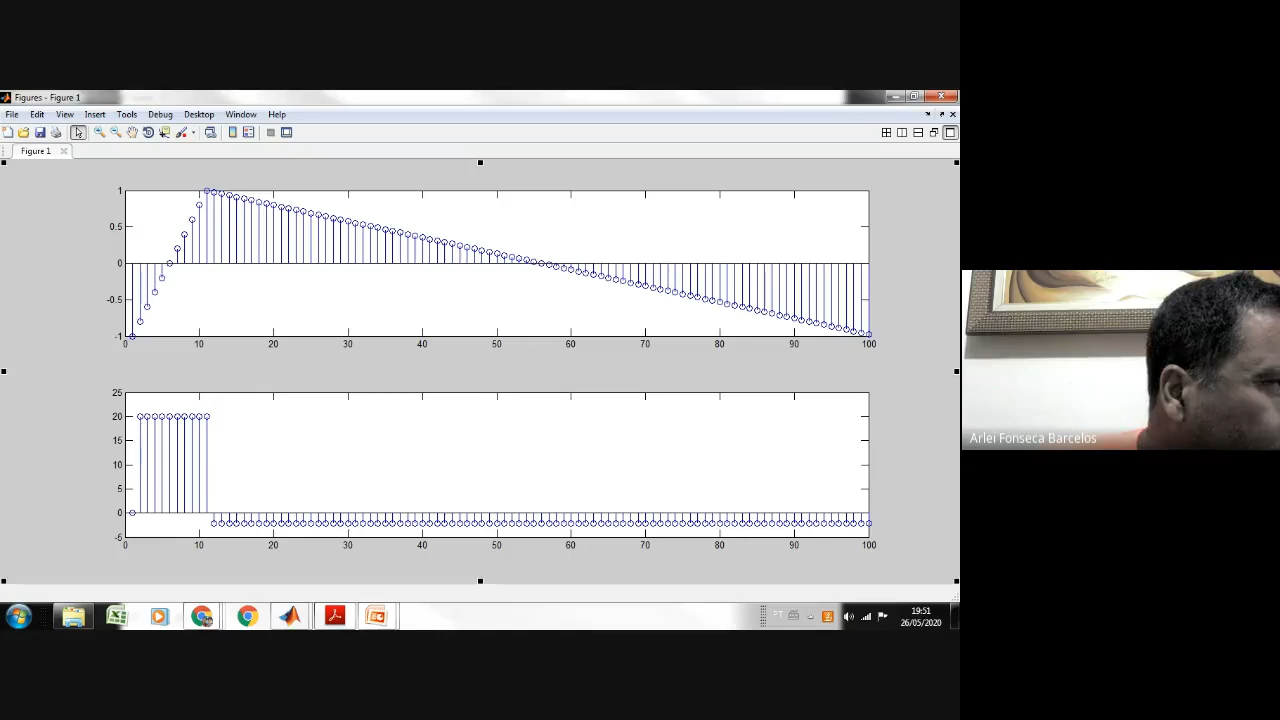 Figures - Figure 1
File Edit View Insert Tools Debug Desktop Window Help
Figure 1
1
0.5
0
-0.5
-1
0 10 20 30 40 50 60 70 80 90 100
25
20
15
10
5
0
-5
0 10 20 30 40 50 60 70 80 90 100
Arlei Fonseca Barcelos
PT
19:51
26/05/2020